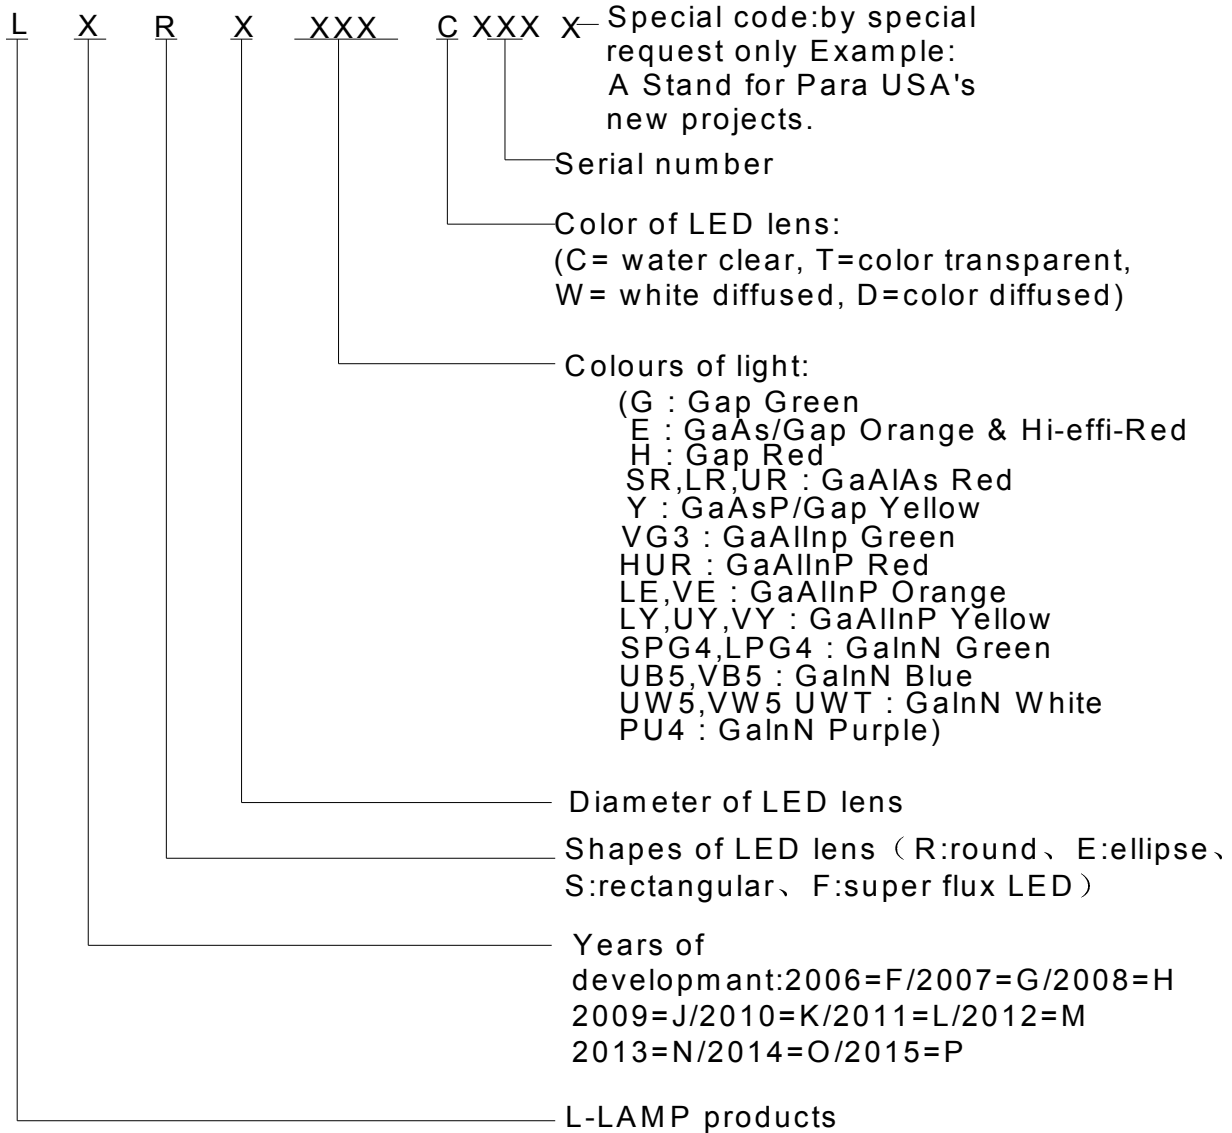 L X R X XXX C XXX X
Special code:by special
request only Example:
A Stand for Para USA's
new projects.
Serial number
Color of LED lens:
(C= water clear, T=color transparent,
W= white diffused, D=color diffused)
Colours of light:
(G : Gap Green
E : GaAs/Gap Orange & Hi-effi-Red
H : Gap Red
SR,LR,UR : GaAlAs Red
Y : GaAsP/Gap Yellow
VG3 : GaAlInp Green
HUR : GaAlInP Red
LE,VE : GaAlInP Orange
LY,UY,VY : GaAlInP Yellow
SPG4,LPG4 : GaInN Green
UB5,VB5 : GaInN Blue
UW5,VW5 UWT : GaInN White
PU4 : GaInN Purple)
Diameter of LED lens
Shapes of LED lens（R:round、E:ellipse、
S:rectangular、F:super flux LED）
Years of
developmant:2006=F/2007=G/2008=H
2009=J/2010=K/2011=L/2012=M
2013=N/2014=O/2015=P
L-LAMP products